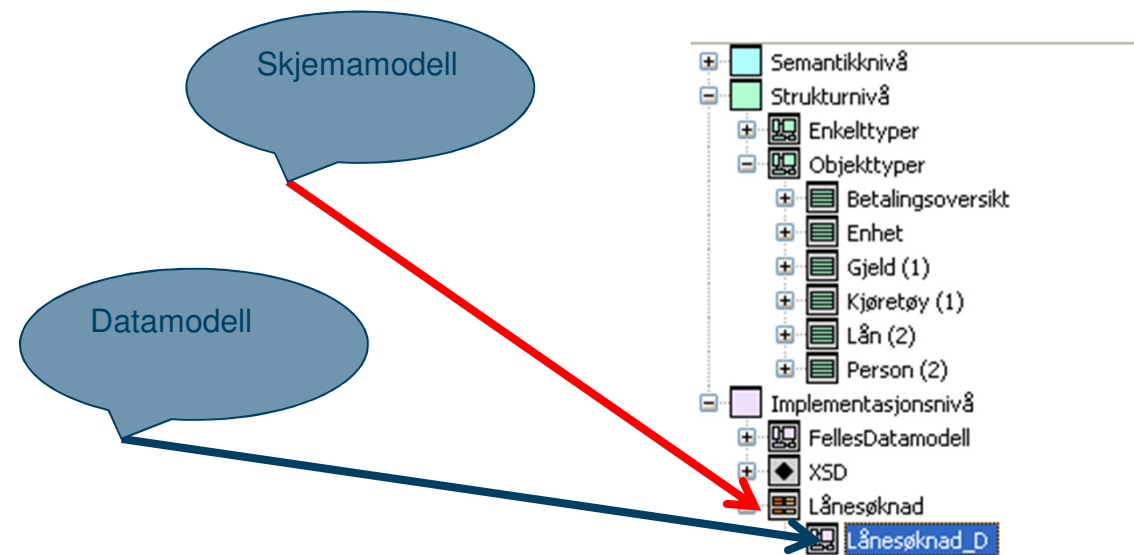 Skjemamodell
Datamodell
Semantikknivå
Strukturnivå
Enkelttyper
Objekttyper
Betalingsoversikt
Enhet
Gjeld (1)
Kjøretøy (1)
Lån (2)
Person (2)
Implementasjonsnivå
FellesDatamodell
XSD
Lånesøknad
Lånesøknad_D